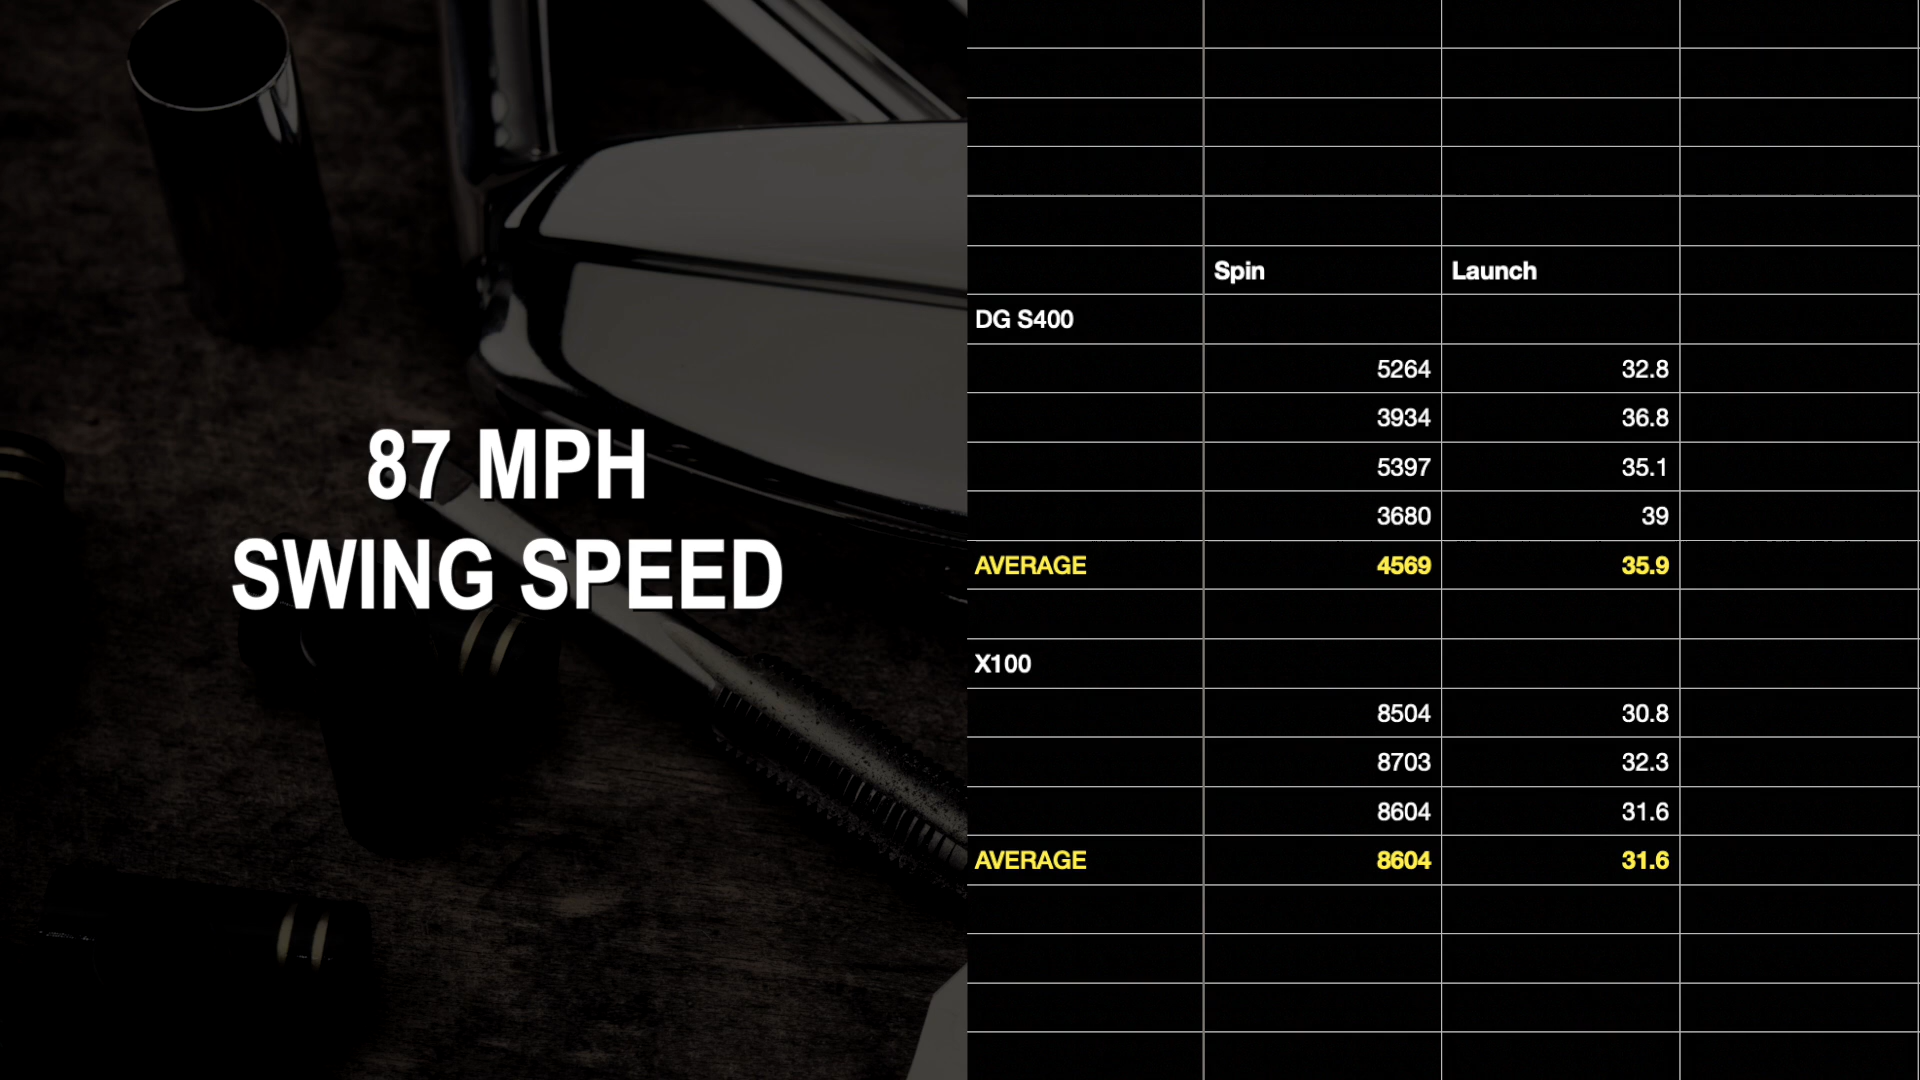 87 MPH
SWING SPEED
Spin Launch
DG S400
5264 32.8
3934 36.8
5397 35.1
3680 39
AVERAGE 4569 35.9
X100
8504 30.8
8703 32.3
8604 31.6
AVERAGE 8604 31.6